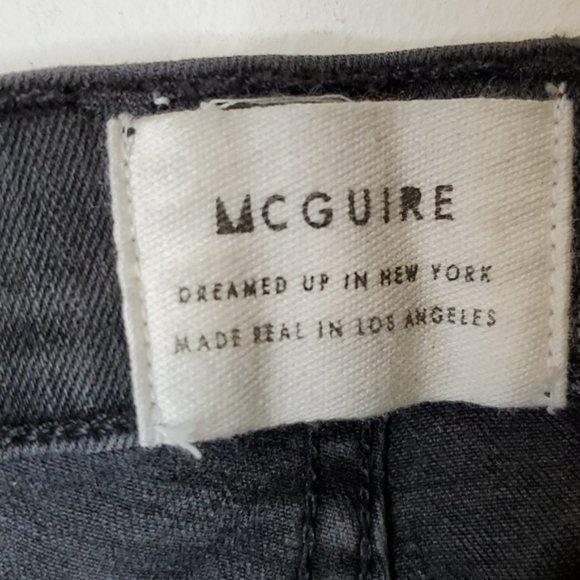 MCGUIRE
DREAMED UP IN NEW YORK
MADE REAL IN LOS ANGELES